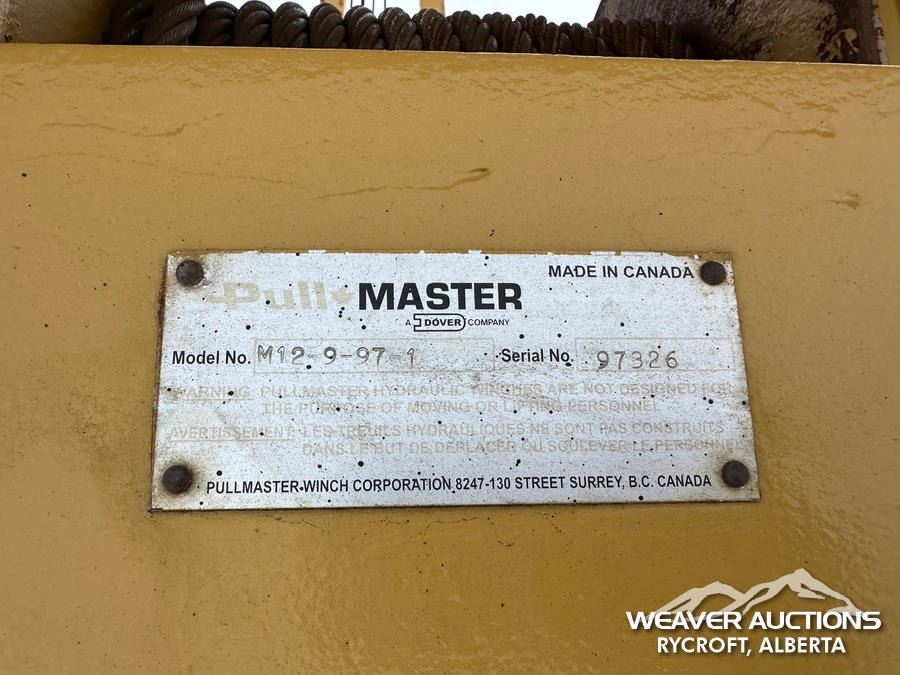 Pull MASTER
MADE IN CANADA
A DOVER COMPANY
Model No. M12-9-97-1 Serial No. 97326
WARNING: PULLMASTER HYDRAULIC WINCHES ARE NOT DESIGNED FOR
THE PURPOSE OF MOVING OR LIFTING PERSONNEL
AVERTISSEMENT: LES TREUILS HYDRAULIQUES NE SONT PAS CONSTRUITS
DANS LE BUT DE DEPLACER OU SOULEVER LE PERSONNEL
PULLMASTER WINCH CORPORATION 8247-130 STREET SURREY, B.C. CANADA
WEAVER AUCTIONS
RYCROFT, ALBERTA